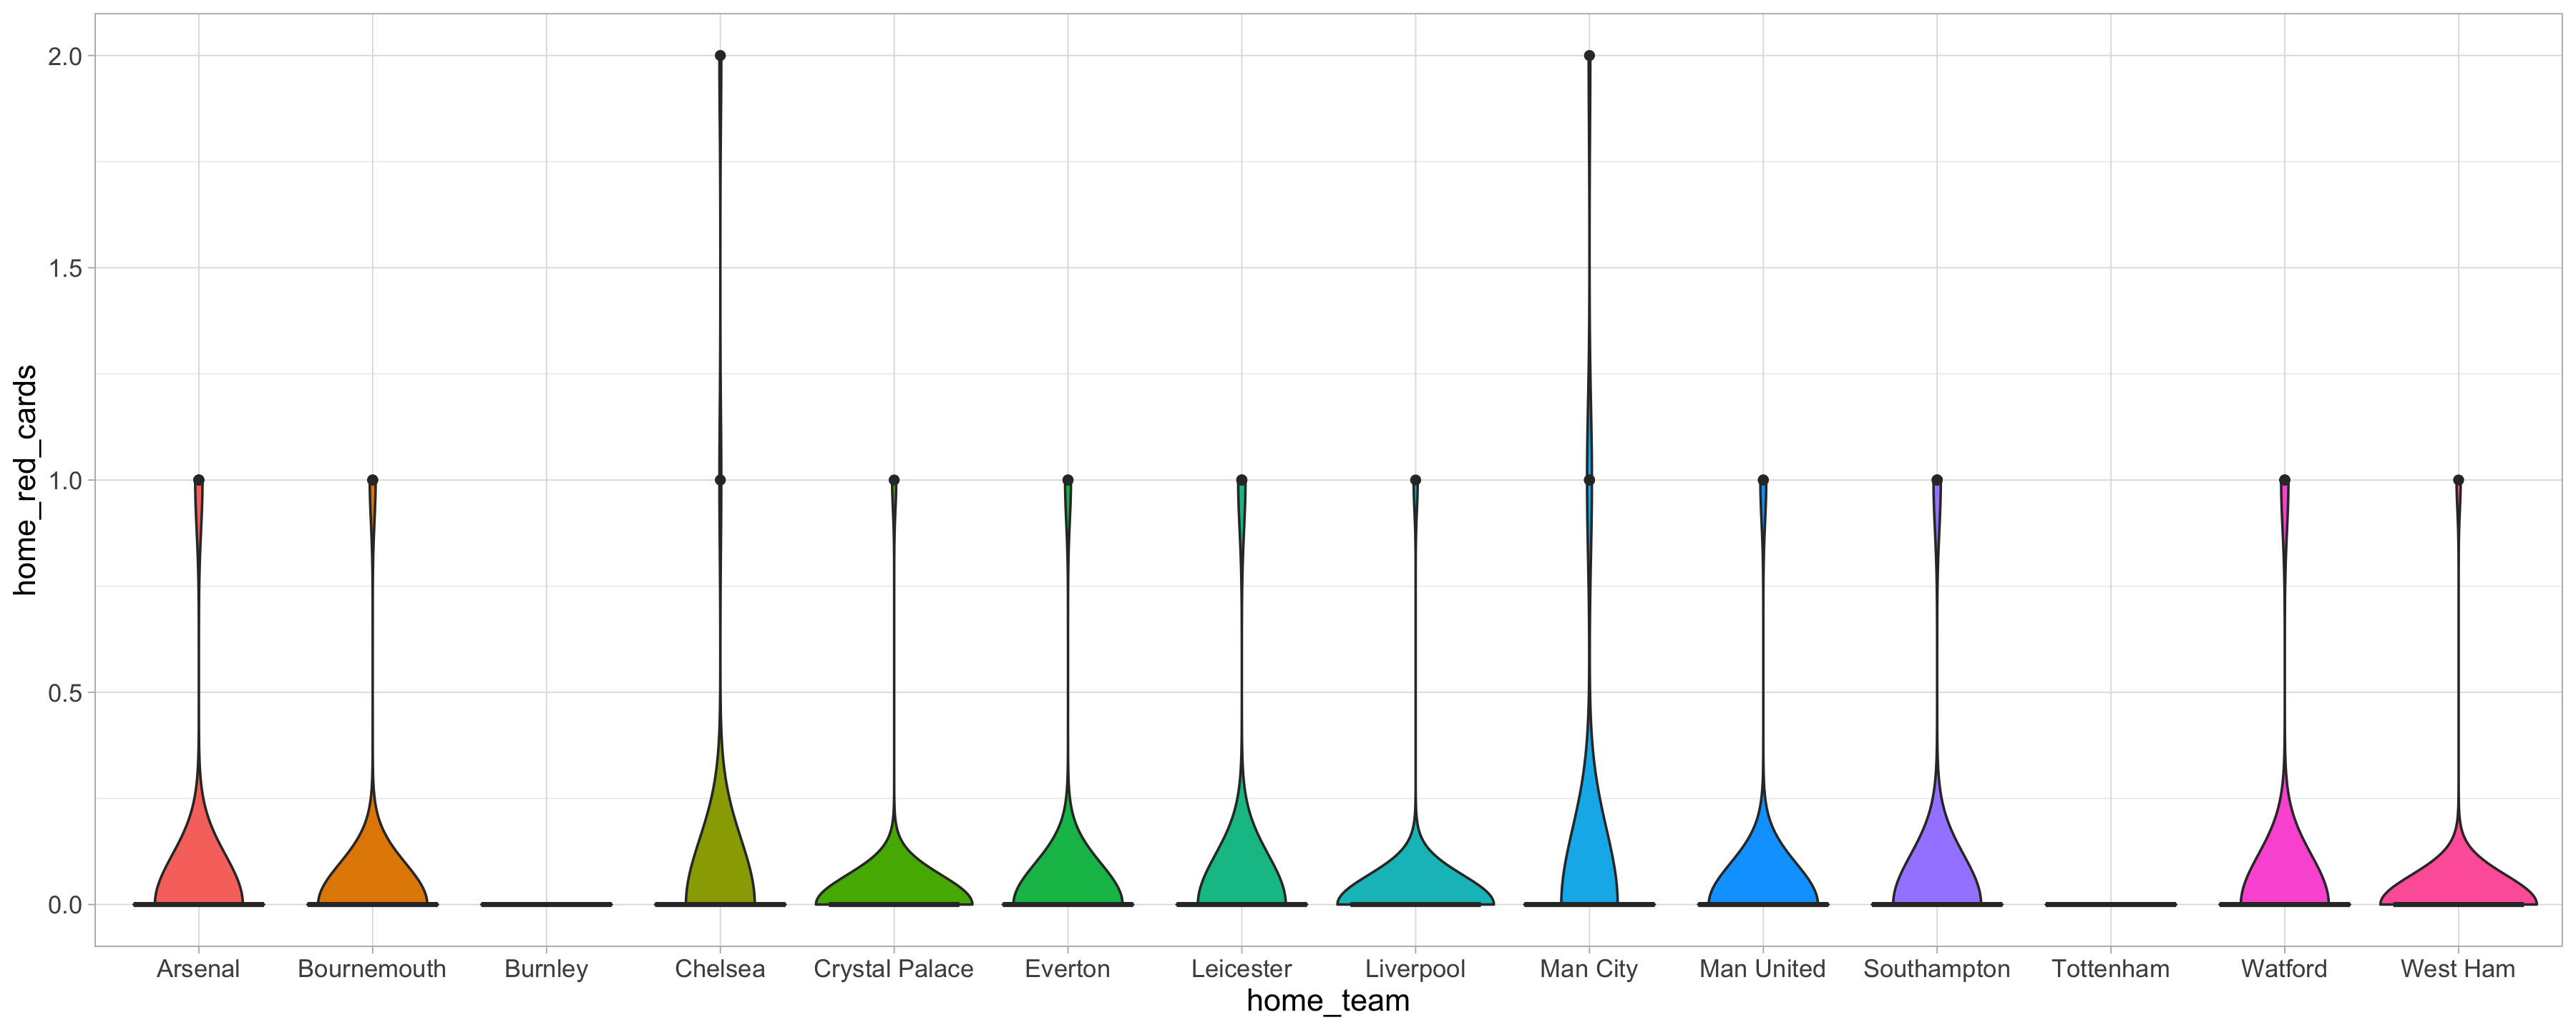 home_red_cards
2.0
1.5
1.0
0.5
0.0
Arsenal Bournemouth Burnley Chelsea Crystal Palace Everton Leicester Liverpool Man City Man United Southampton Tottenham Watford West Ham
home_team